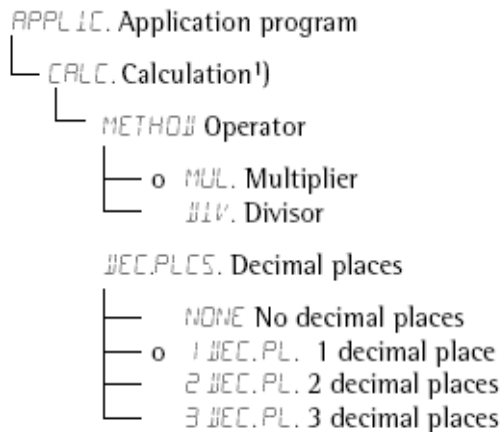 APPLIC. Application program
CALC. Calculation¹)
METHOD Operator
o MUL. Multiplier
DIV. Divisor
DEC.PLCS. Decimal places
NONE No decimal places
o 1 DEC.PL. 1 decimal place
2 DEC.PL. 2 decimal places
3 DEC.PL. 3 decimal places